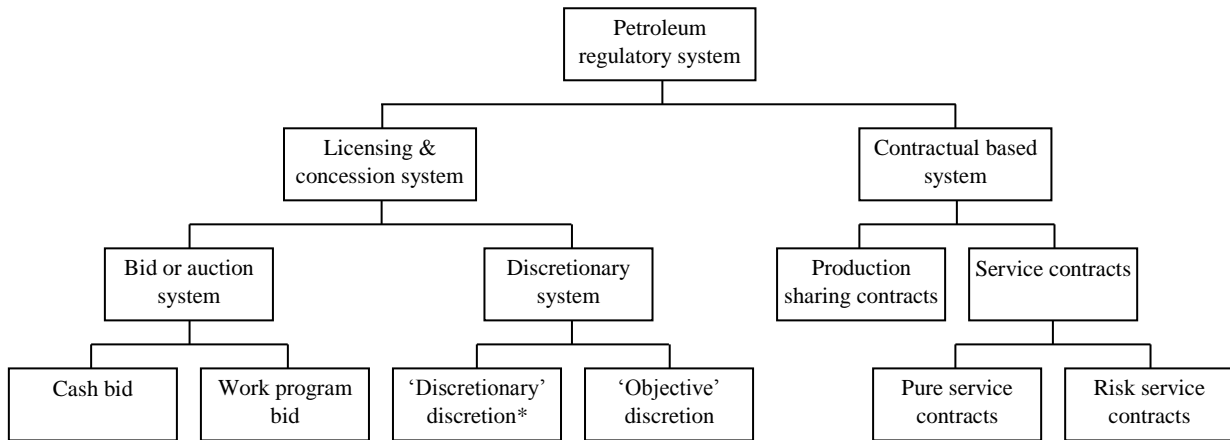 Petroleum
regulatory system
Licensing &
concession system
Contractual based
system
Bid or auction
system
Discretionary
system
Production
sharing contracts
Service contracts
Cash bid
Work program
bid
‘Discretionary’
discretion*
‘Objective’
discretion
Pure service
contracts
Risk service
contracts